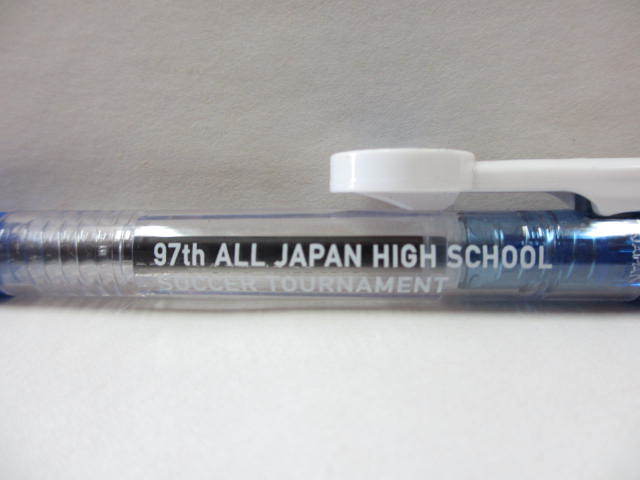 97th ALL JAPAN HIGH SCHOOL
SOCCER TOURNAMENT